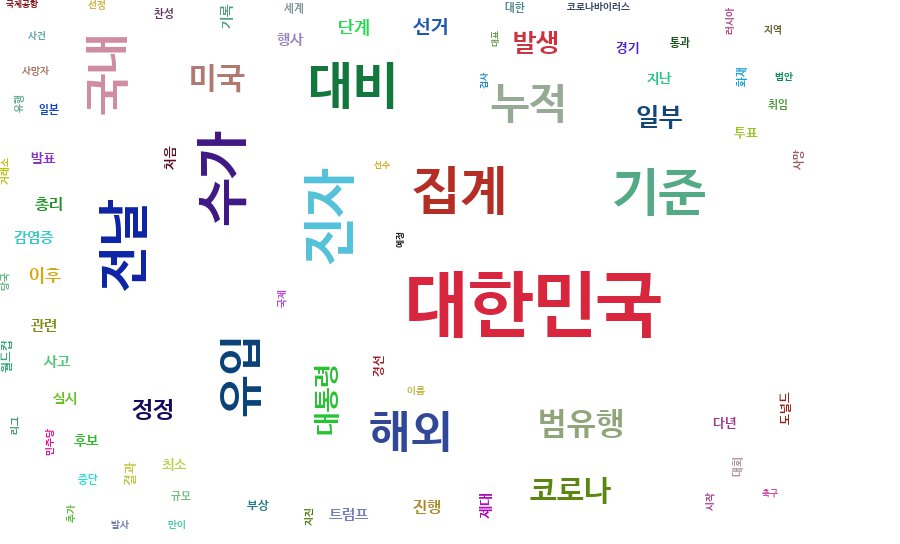 국제공항
선정
찬성
기록
세계
대한
코로나바이러스
러시아
지역
사건
국내
행사
단계
선거
대표
발생
경기
통과
사망자
미국
대비
검사
누적
지난
화재
법안
유행
일본
일부
취임
투표
거래소
발표
처음
수가
선수
집계
기준
사망
총리
전날
진자
감염증
예정
당국
이후
국제
대한민국
관련
월드컵
사고
유입
대통령
경선
실시
정정
이름
해외
범유행
다년
도널드
리그
민주당
후보
중단
결과
최소
코로나
대회
촉구
추가
규모
발사
만이
부상
지진
트럼프
진행
제대
시작